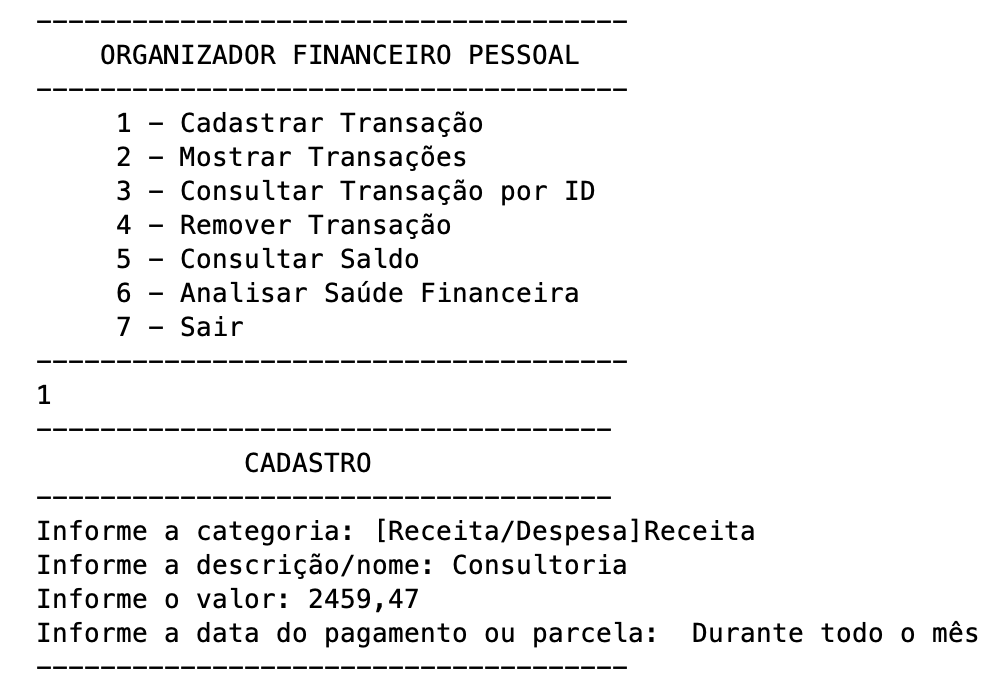 -------------------------------------
ORGANIZADOR FINANCEIRO PESSOAL
-------------------------------------
1 - Cadastrar Transação
2 - Mostrar Transações
3 - Consultar Transação por ID
4 - Remover Transação
5 - Consultar Saldo
6 - Analisar Saúde Financeira
7 - Sair
-------------------------------------
1
------------------------------------
CADASTRO
------------------------------------
Informe a categoria: [Receita/Despesa]Receita
Informe a descrição/nome: Consultoria
Informe o valor: 2459,47
Informe a data do pagamento ou parcela:  Durante todo o mês
-------------------------------------